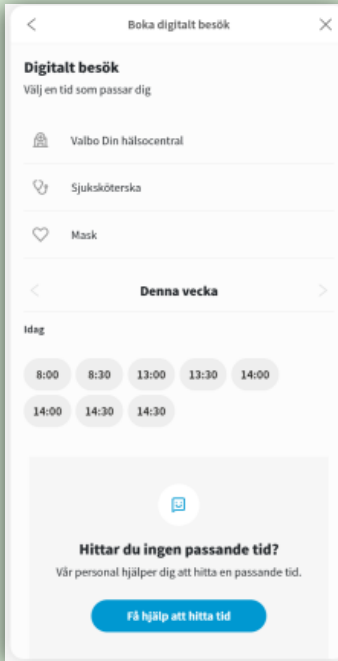 Boka digitalt besök
Digitalt besök
Välj en tid som passar dig
Valbo Din hälsocentral
Sjuksköterska
Mask
Denna vecka
Idag
8:00 8:30 13:00 13:30 14:00
14:00 14:30 14:30
Hittar du ingen passande tid?
Vår personal hjälper dig att hitta en passande tid.
Få hjälp att hitta tid